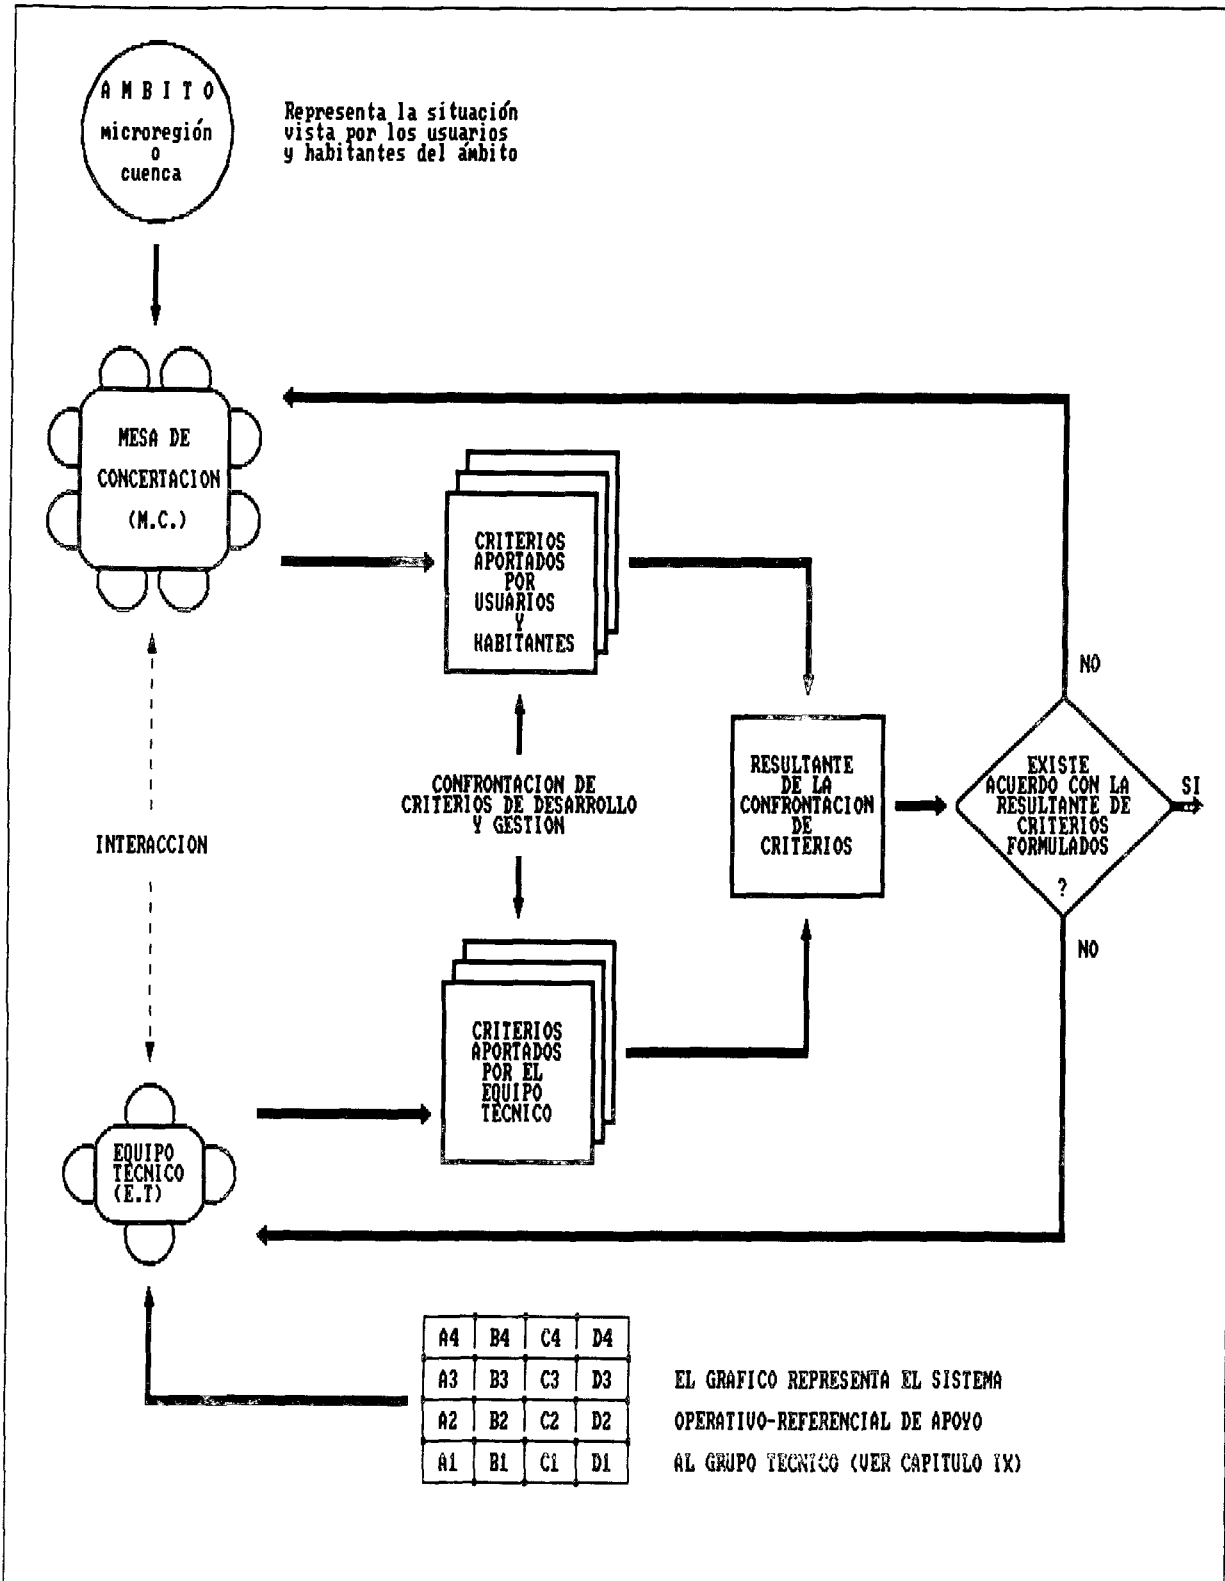 A M B I T O
microregión
o
cuenca
Representa la situación
vista por los usuarios
y habitantes del ámbito
MESA DE
CONCERTACION
(M.C.)
CRITERIOS
APORTADOS
POR
USUARIOS
Y
HABITANTES
NO
CONFRONTACION DE
CRITERIOS DE DESARROLLO
Y GESTION
RESULTANTE
DE LA
CONFRONTACION
DE
CRITERIOS
EXISTE
ACUERDO CON LA
RESULTANTE DE
CRITERIOS
FORMULADOS
?
SI
INTERACCION
NO
CRITERIOS
APORTADOS
POR EL
EQUIPO
TÉCNICO
EQUIPO
TÉCNICO
(E.T)
A4 B4 C4 D4
A3 B3 C3 D3
A2 B2 C2 D2
A1 B1 C1 D1
EL GRAFICO REPRESENTA EL SISTEMA
OPERATIVO-REFERENCIAL DE APOYO
AL GRUPO TECNICO (VER CAPITULO IX)